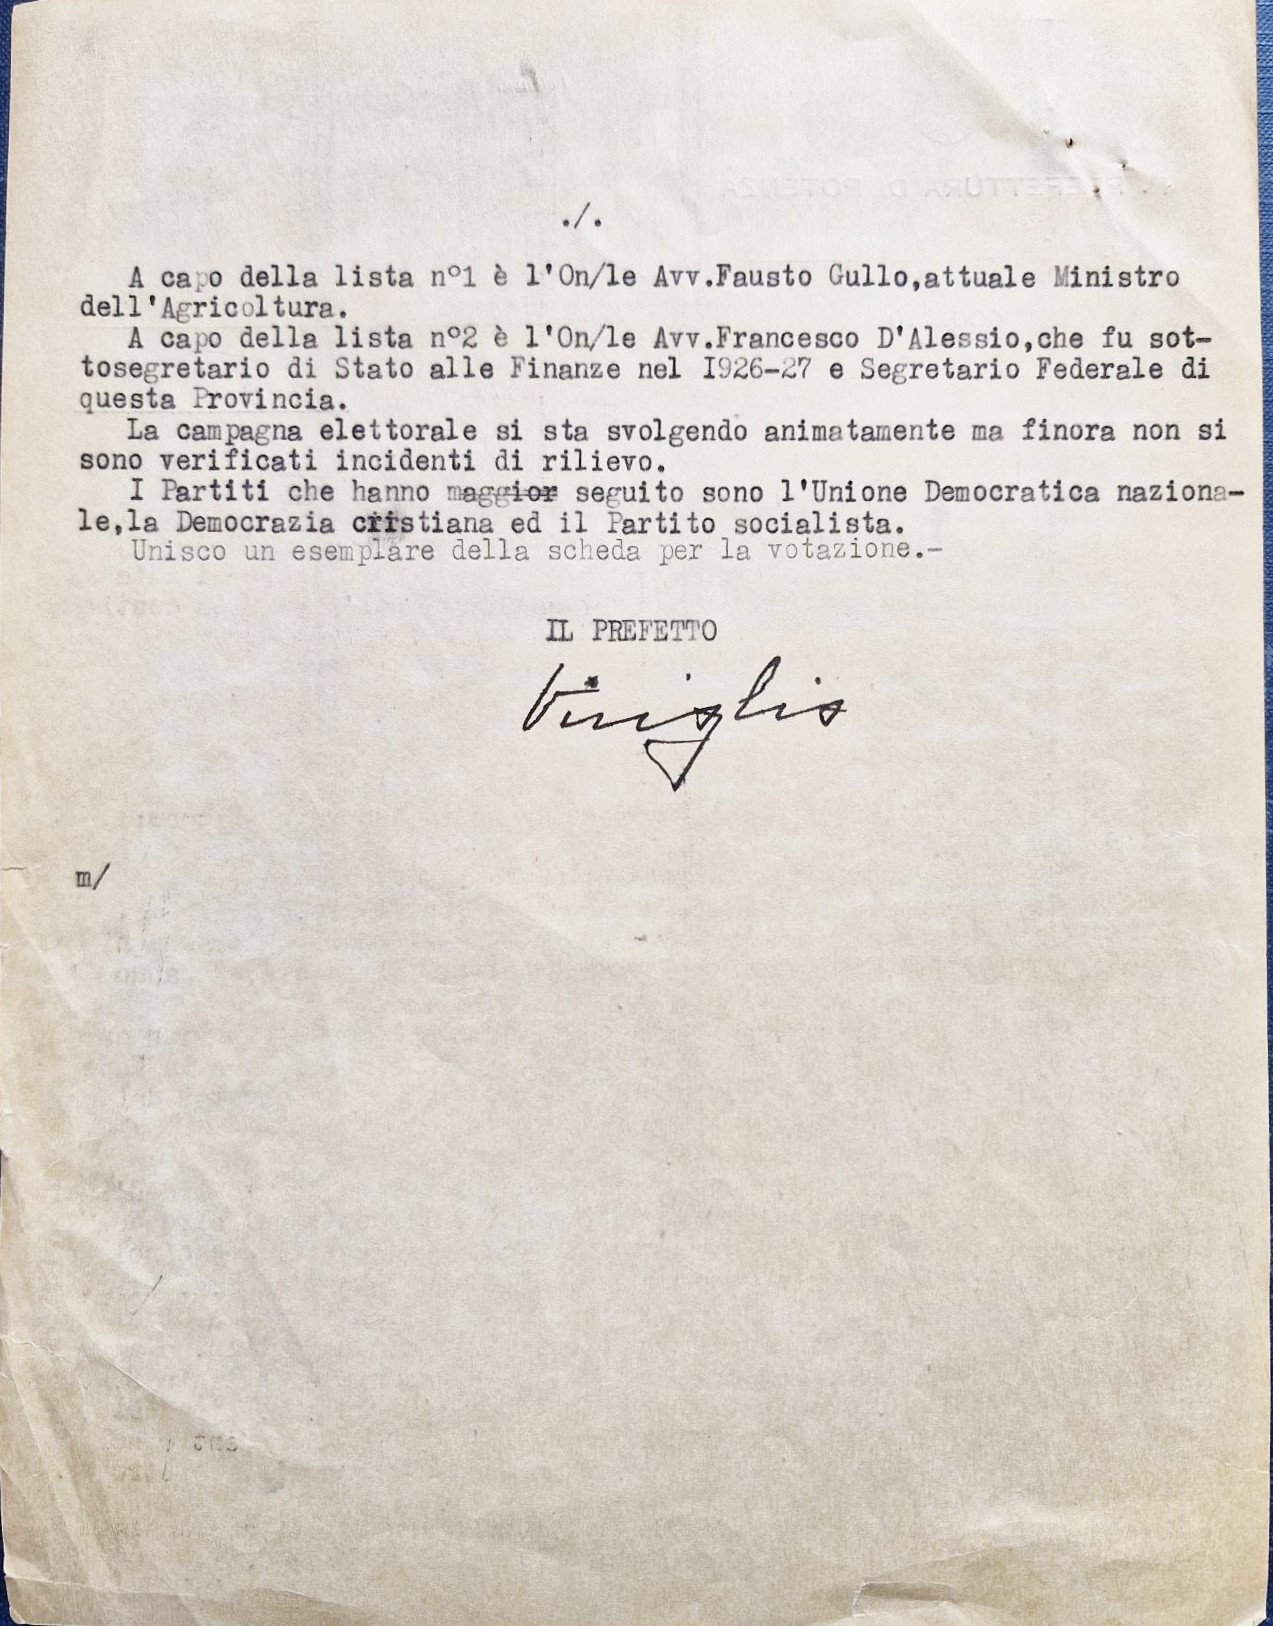 ./.
A capo della lista n°1 è l'On/le Avv.Fausto Gullo,attuale Ministro
dell'Agricoltura.
A capo della lista n°2 è l'On/le Avv.Francesco D'Alessio,che fu sot-
tosegretario di Stato alle Finanze nel I926-27 e Segretario Federale di
questa Provincia.
La campagna elettorale si sta svolgendo animatamente ma finora non si
sono verificati incidenti di rilievo.
I Partiti che hanno maggior seguito sono l'Unione Democratica naziona-
le,la Democrazia cristiana ed il Partito socialista.
Unisco un esemplare della scheda per la votazione.-
IL PREFETTO
m/